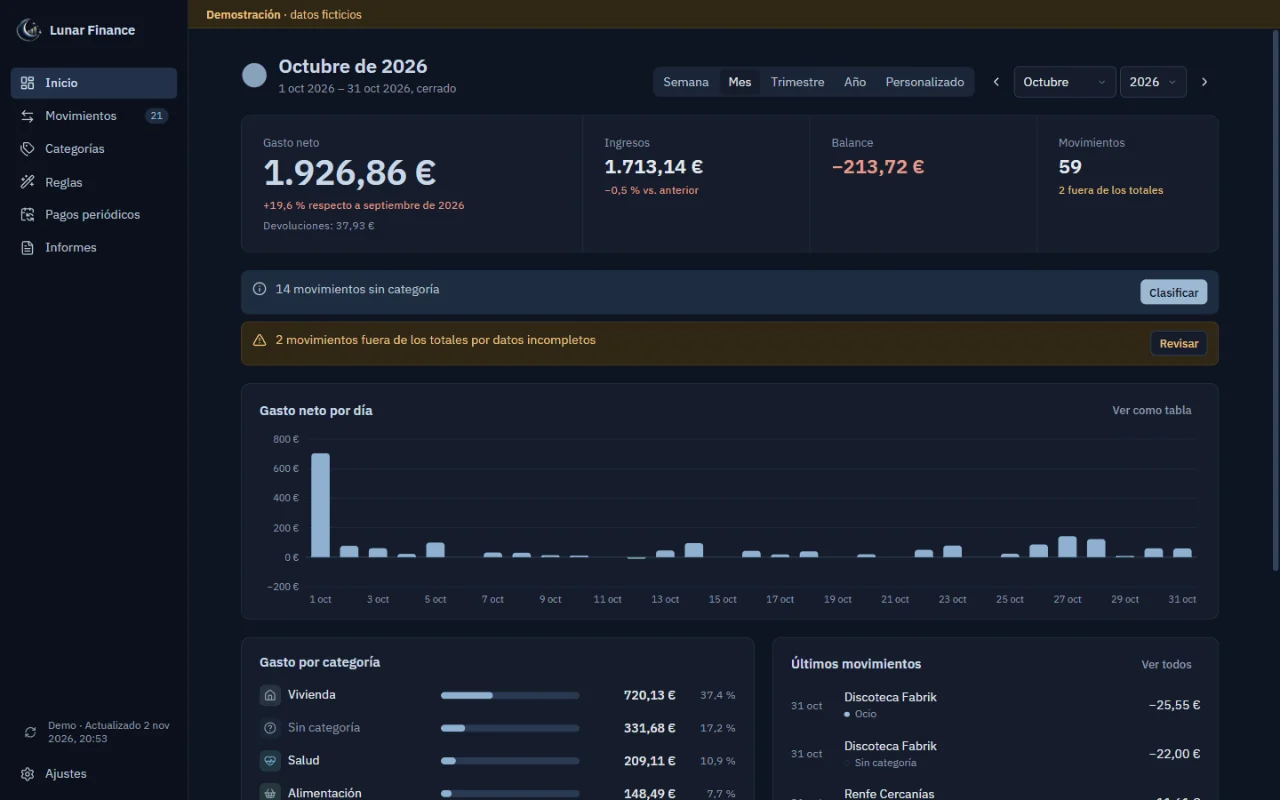 Lunar Finance
Demostración · datos ficticios
Inicio
Movimientos 21
Categorías
Reglas
Pagos periódicos
Informes
Demo · Actualizado 2 nov
2026, 20:53
Ajustes
Octubre de 2026
1 oct 2026 – 31 oct 2026, cerrado
Semana Mes Trimestre Año Personalizado
Octubre 2026
Gasto neto
1.926,86 €
+19,6 % respecto a septiembre de 2026
Devoluciones: 37,93 €
Ingresos
1.713,14 €
−0,5 % vs. anterior
Balance
−213,72 €
Movimientos
59
2 fuera de los totales
14 movimientos sin categoría Clasificar
2 movimientos fuera de los totales por datos incompletos Revisar
Gasto neto por día Ver como tabla
800 €
600 €
400 €
200 €
0 €
−200 €
1 oct 3 oct 5 oct 7 oct 9 oct 11 oct 13 oct 15 oct 17 oct 19 oct 21 oct 23 oct 25 oct 27 oct 29 oct 31 oct
Gasto por categoría
Vivienda 720,13 € 37,4 %
Sin categoría 331,68 € 17,2 %
Salud 209,11 € 10,9 %
Alimentación 148,49 € 7,7 %
Últimos movimientos Ver todos
31 oct Discoteca Fabrik −25,55 €
Ocio
31 oct Discoteca Fabrik −22,00 €
Sin categoría
Renfe Cercanías